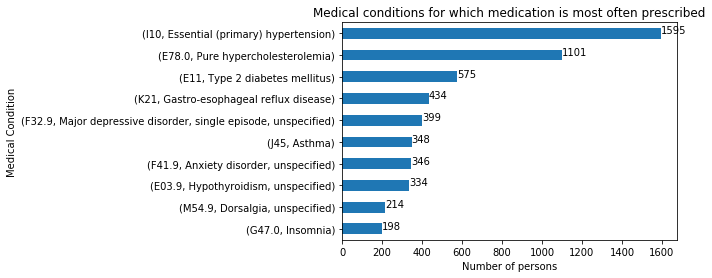 Medical conditions for which medication is most often prescribed
(I10, Essential (primary) hypertension) 1595
(E78.0, Pure hypercholesterolemia) 1101
(E11, Type 2 diabetes mellitus) 575
(K21, Gastro-esophageal reflux disease) 434
(F32.9, Major depressive disorder, single episode, unspecified) 399
(J45, Asthma) 348
(F41.9, Anxiety disorder, unspecified) 346
(E03.9, Hypothyroidism, unspecified) 334
(M54.9, Dorsalgia, unspecified) 214
(G47.0, Insomnia) 198
Medical Condition
0 200 400 600 800 1000 1200 1400 1600
Number of persons